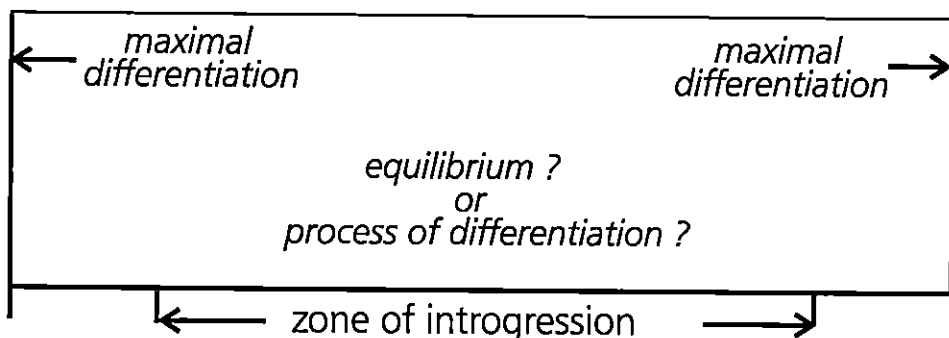 maximal
differentiation
maximal
differentiation
equilibrium ?
or
process of differentiation ?
zone of introgression